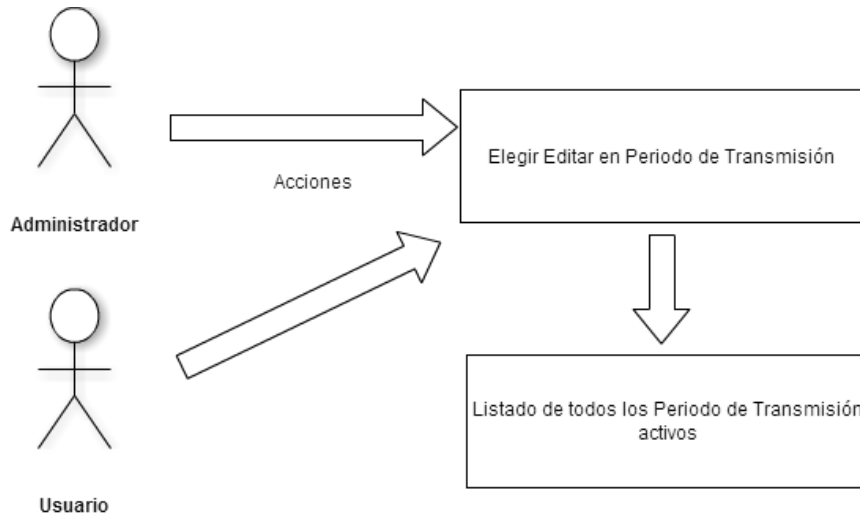 Elegir Editar en Periodo de Transmisión
Acciones
Administrador
Listado de todos los Periodo de Transmisión
activos
Usuario